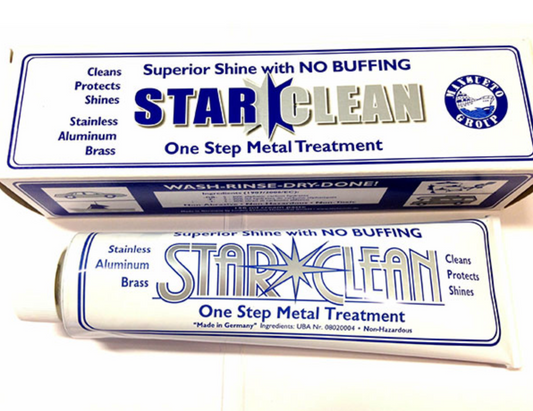 Superior Shine with NO BUFFING
Cleans
Protects
Shines
Stainless
Aluminum
Brass
STAR CLEAN
One Step Metal Treatment
GROUP
WASH-RINSE-DRY-DONE!
Superior Shine with NO BUFFING
Stainless
Aluminum
Brass
STAR CLEAN
Cleans
Protects
Shines
One Step Metal Treatment
"Made in Germany" Ingredients: UBA Nr. 08020004 • Non-Hazardous